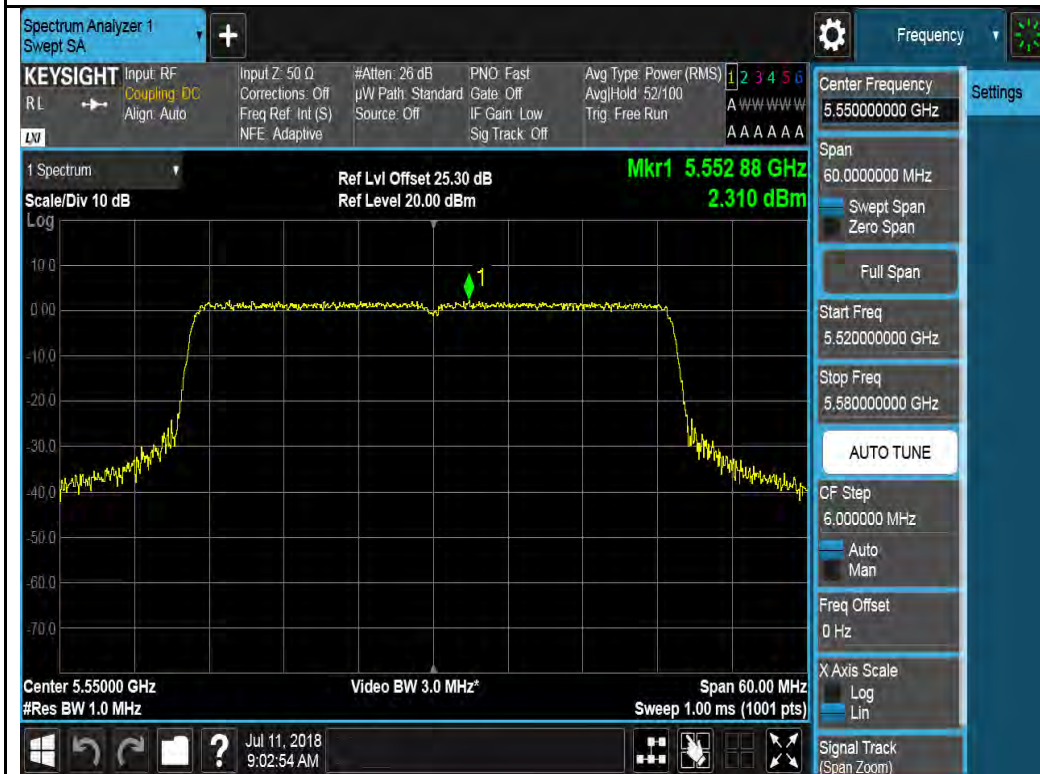 Spectrum Analyzer 1
Swept SA
+
Frequency
KEYSIGHT
RL
LXI
Input: RF
Coupling: DC
Align: Auto
Input Z: 50 Ω
Corrections: Off
Freq Ref: Int (S)
NFE: Adaptive
#Atten: 26 dB
µW Path: Standard
Source: Off
PNO: Fast
Gate: Off
IF Gain: Low
Sig Track: Off
Avg Type: Power (RMS)
Avg|Hold: 52/100
Trig: Free Run
1 2 3 4 5 6
A W W W W W
A A A A A A
1 Spectrum
Scale/Div 10 dB
Log
Ref Lvl Offset 25.30 dB
Ref Level 20.00 dBm
Mkr1 5.552 88 GHz
2.310 dBm
1
10.0
0.00
-10.0
-20.0
-30.0
-40.0
-50.0
-60.0
-70.0
Center 5.55000 GHz
#Res BW 1.0 MHz
Video BW 3.0 MHz*
Span 60.00 MHz
Sweep 1.00 ms (1001 pts)
?
Jul 11, 2018
9:02:54 AM
Center Frequency
5.550000000 GHz
Settings
Span
60.0000000 MHz
Swept Span
Zero Span
Full Span
Start Freq
5.520000000 GHz
Stop Freq
5.580000000 GHz
AUTO TUNE
CF Step
6.000000 MHz
Auto
Man
Freq Offset
0 Hz
X Axis Scale
Log
Lin
Signal Track
(Span Zoom)